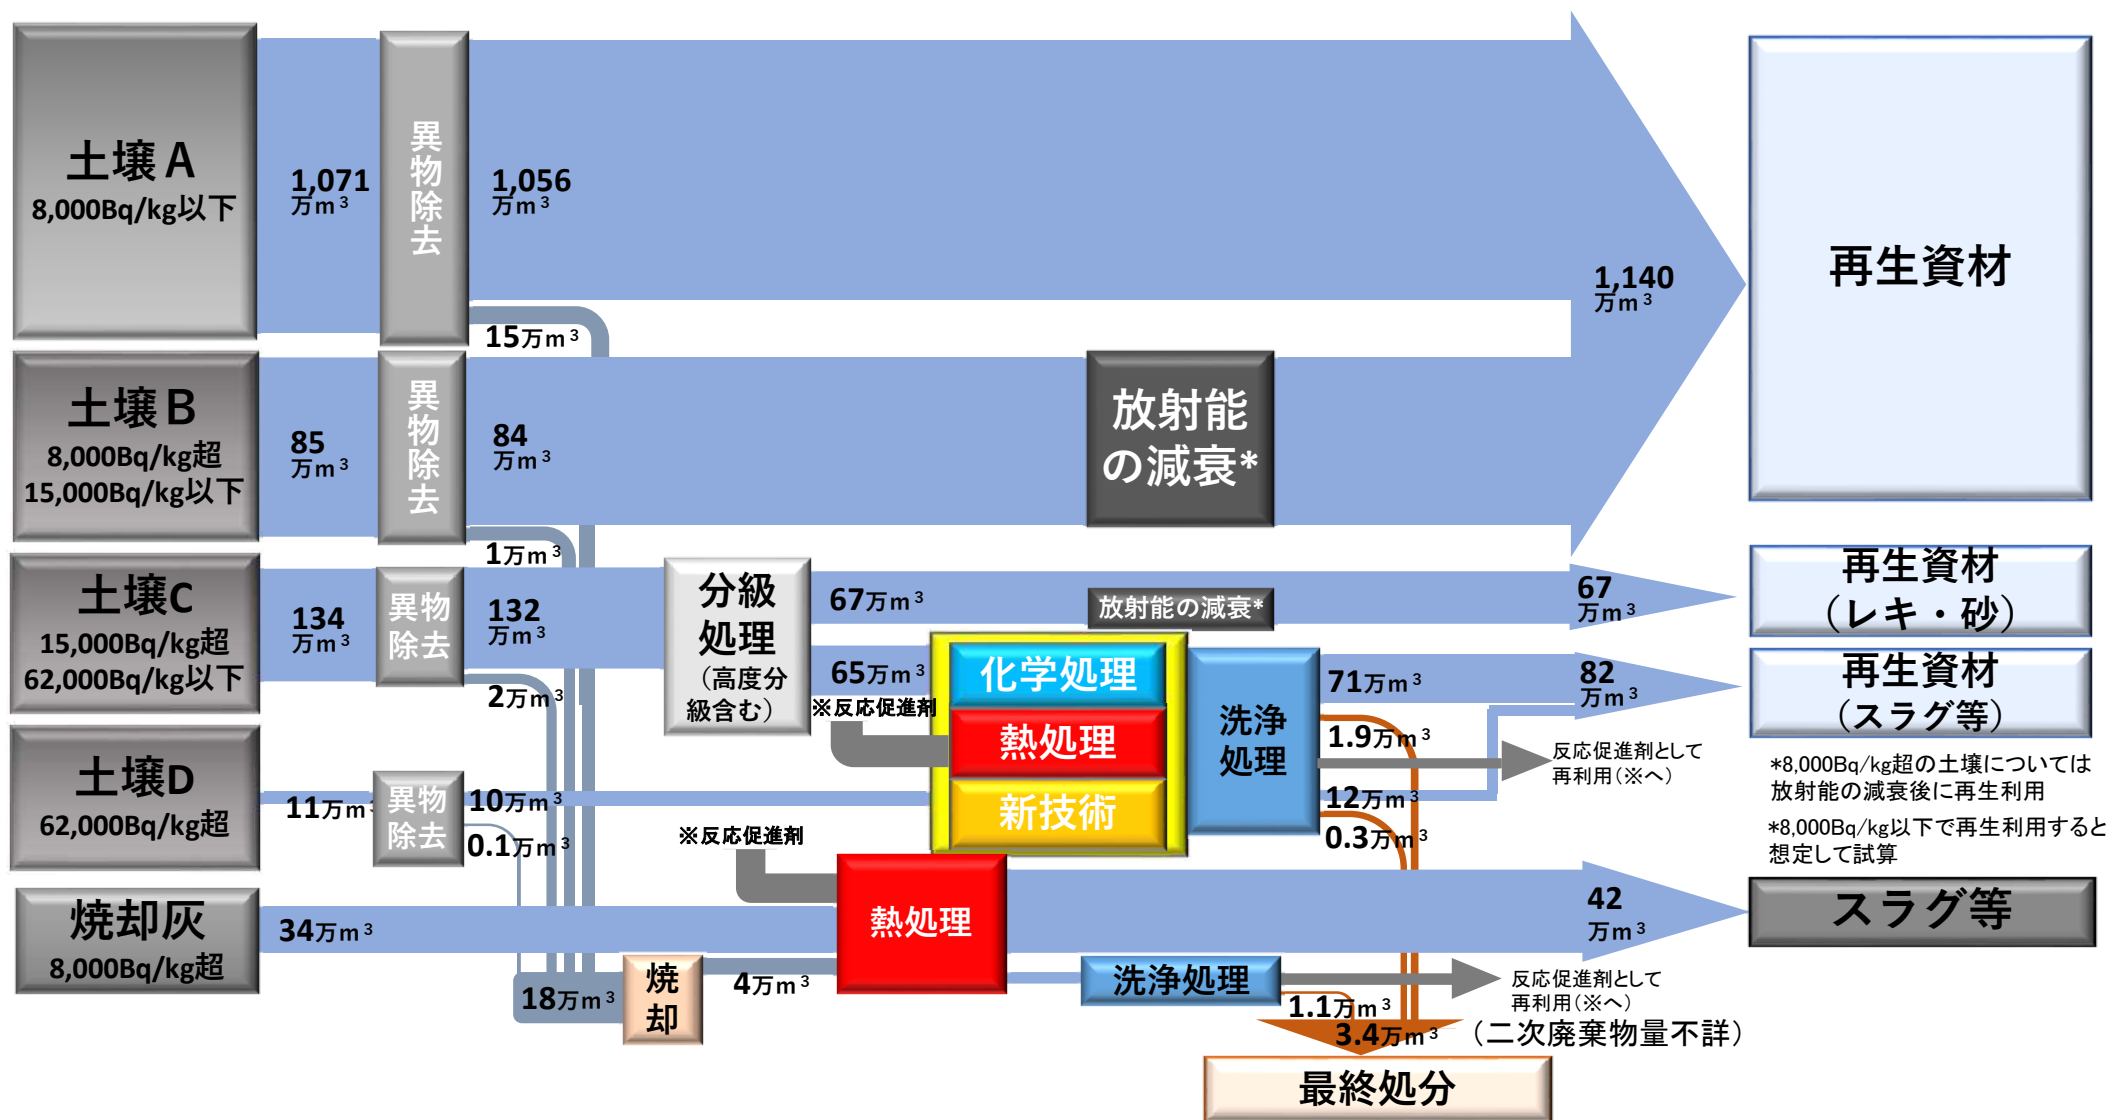 土壌A
8,000Bq/kg以下
1,071
万m³
異物除去
1,056
万m³
15万m³
1,140
万m³
再生資材
土壌B
8,000Bq/kg超
15,000Bq/kg以下
85
万m³
異物除去
84
万m³
1万m³
放射能
の減衰*
土壌C
15,000Bq/kg超
62,000Bq/kg以下
134
万m³
異物
除去
132
万m³
2万m³
分級
処理
（高度分
級含む）
67万m³
放射能の減衰*
67
万m³
再生資材
（レキ・砂）
65万m³
※反応促進剤
化学処理
熱処理
新技術
洗浄
処理
71万m³
1.9万m³
82
万m³
再生資材
（スラグ等）
反応促進剤として
再利用(※へ)
12万m³
0.3万m³
*8,000Bq/kg超の土壌については
放射能の減衰後に再生利用
*8,000Bq/kg以下で再生利用すると
想定して試算
土壌D
62,000Bq/kg超
11万m³
異物
除去
10万m³
0.1万m³
※反応促進剤
焼却灰
8,000Bq/kg超
34万m³
熱処理
42
万m³
スラグ等
18万m³
焼
却
4万m³
洗浄処理
反応促進剤として
再利用(※へ)
1.1万m³
3.4万m³
（二次廃棄物量不詳）
最終処分